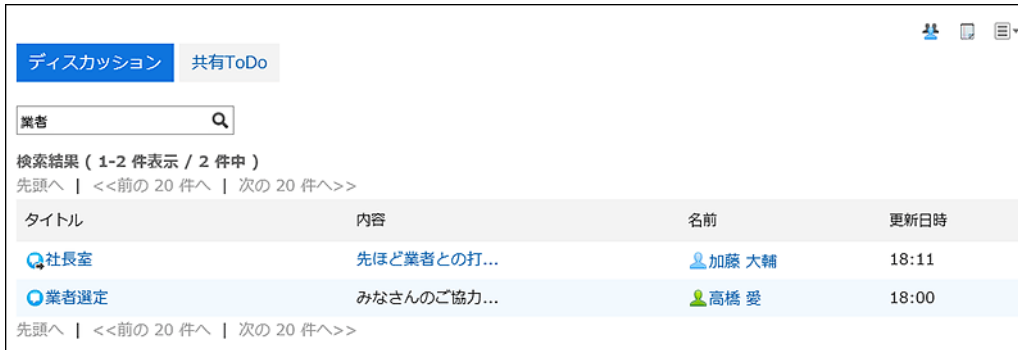 ディスカッション 共有ToDo
業者
検索結果 ( 1-2 件表示 / 2 件中 )
先頭へ | <<前の 20 件へ | 次の 20 件へ>>
タイトル 内容 名前 更新日時
社長室 先ほど業者との打... 加藤 大輔 18:11
業者選定 みなさんのご協力... 高橋 愛 18:00
先頭へ | <<前の 20 件へ | 次の 20 件へ>>